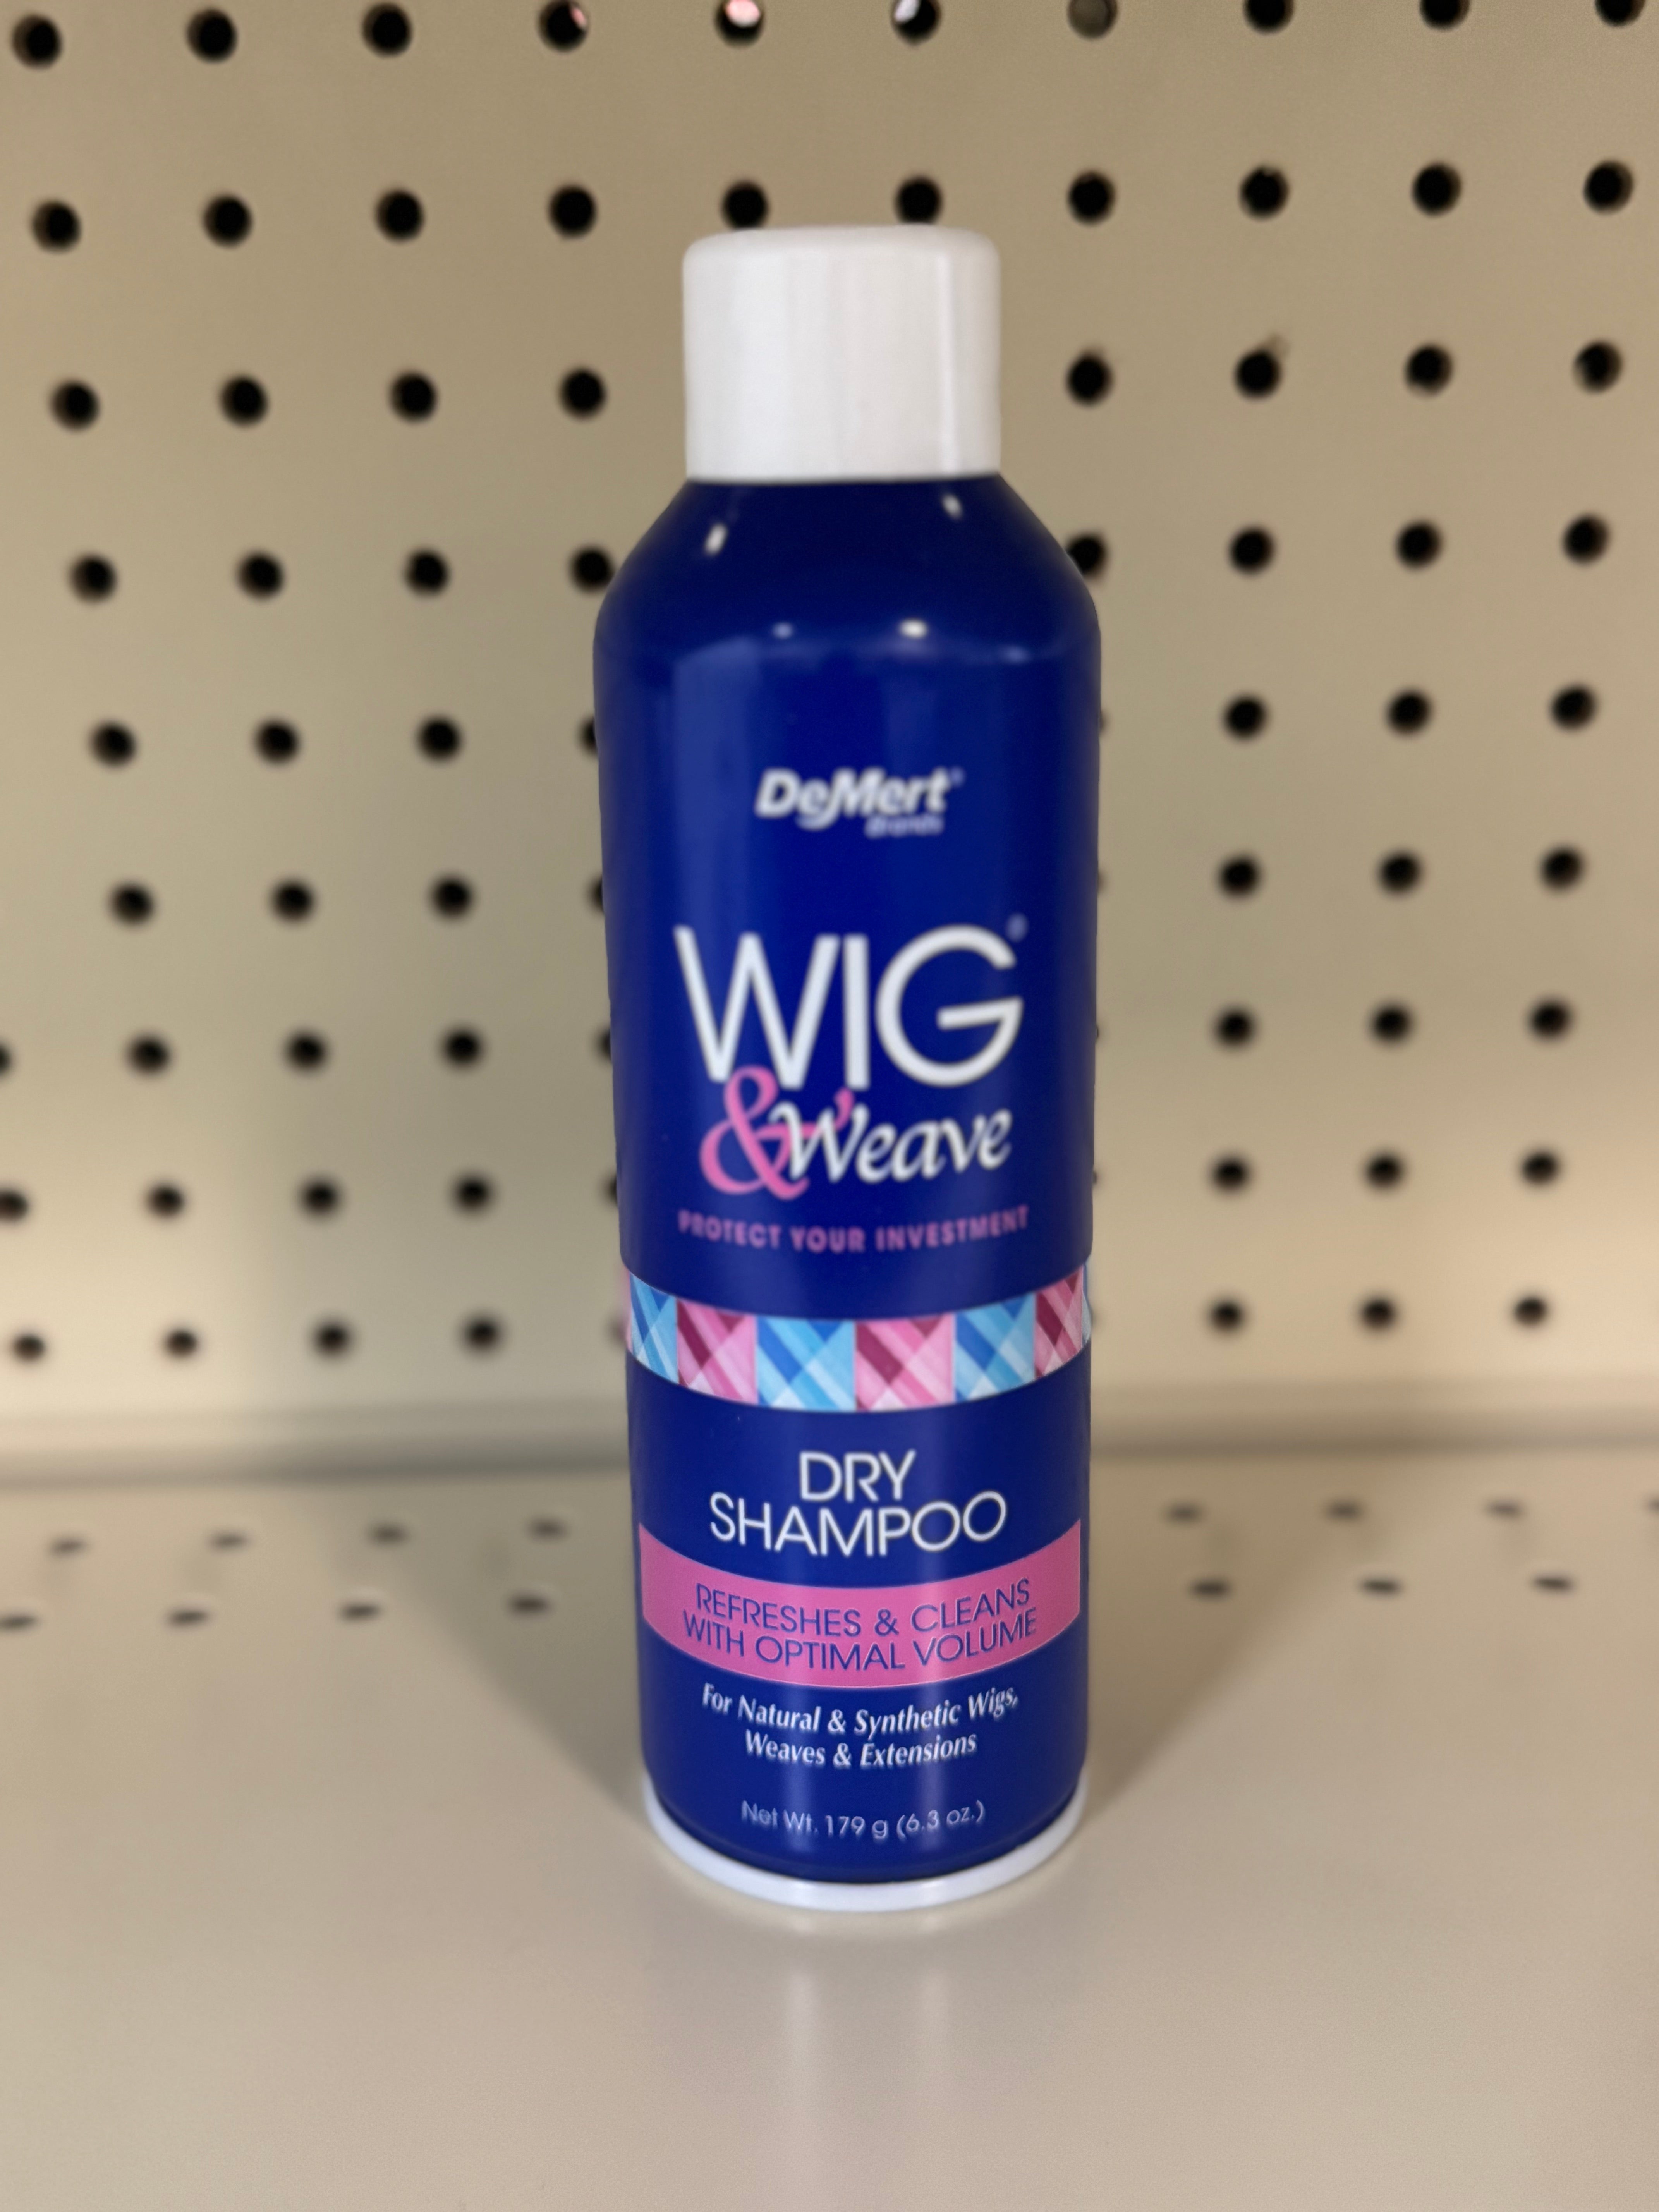 DeMert®
Brands
WIG®
& Weave
PROTECT YOUR INVESTMENT
DRY
SHAMPOO
REFRESHES & CLEANS
WITH OPTIMAL VOLUME
For Natural & Synthetic Wigs,
Weaves & Extensions
Net Wt. 179 g (6.3 oz.)